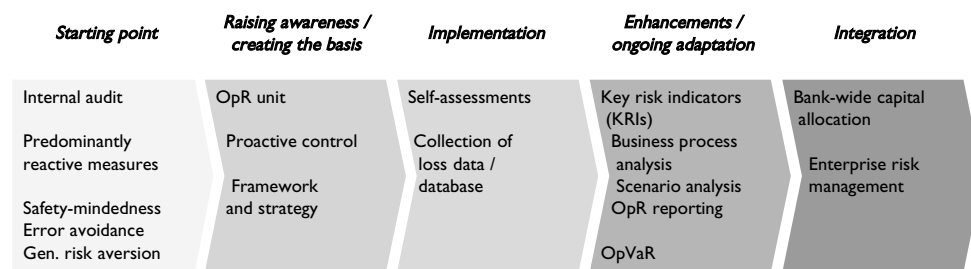 Starting point
Raising awareness /
creating the basis
Implementation
Enhancements /
ongoing adaptation
Integration
Internal audit
Predominantly
reactive measures
Safety-mindedness
Error avoidance
Gen. risk aversion
OpR unit
Proactive control
Framework
and strategy
Self-assessments
Collection of
loss data /
database
Key risk indicators
(KRIs)
Business process
analysis
Scenario analysis
OpR reporting
OpVaR
Bank-wide capital
allocation
Enterprise risk
management